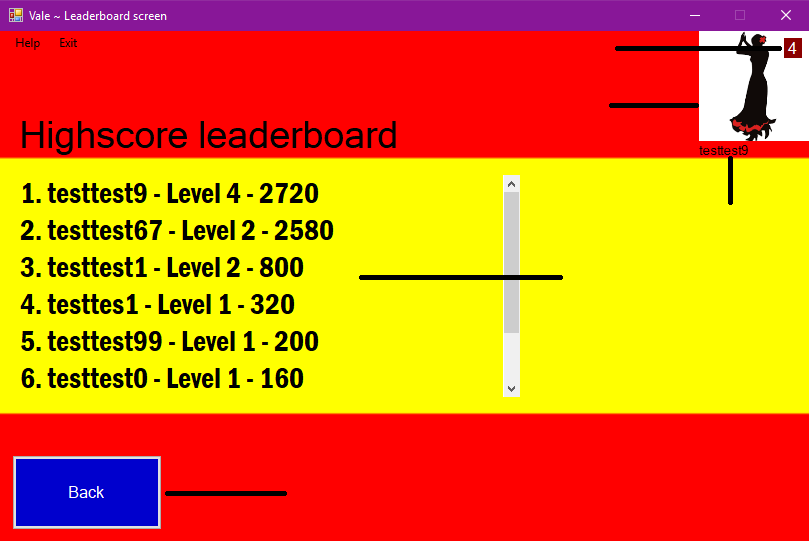 Vale ~ Leaderboard screen
Help Exit
4
Highscore leaderboard
testtest9
1. testtest9 - Level 4 - 2720
2. testtest67 - Level 2 - 2580
3. testtest1 - Level 2 - 800
4. testtes1 - Level 1 - 320
5. testtest99 - Level 1 - 200
6. testtest0 - Level 1 - 160
Back